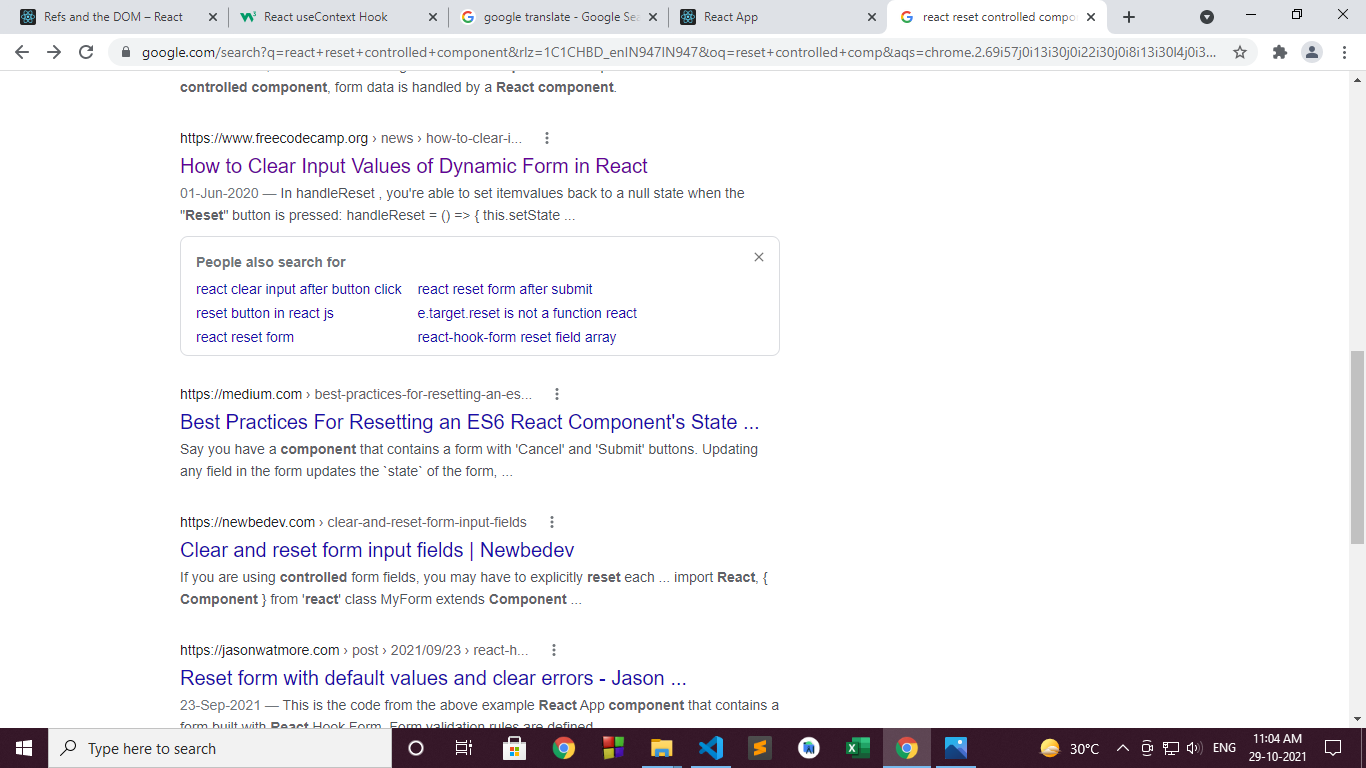 Refs and the DOM – React
React useContext Hook
google translate - Google Sea
React App
react reset controlled compo
google.com/search?q=react+reset+controlled+component&rlz=1C1CHBD_enIN947IN947&oq=reset+controlled+comp&aqs=chrome.2.69i57j0i13i30j0i22i30j0i8i13i30l4j0i3...
controlled component, form data is handled by a React component.
https://www.freecodecamp.org › news › how-to-clear-i...
How to Clear Input Values of Dynamic Form in React
01-Jun-2020 — In handleReset , you're able to set itemvalues back to a null state when the
"Reset" button is pressed: handleReset = () => { this.setState ...
People also search for
react clear input after button click
react reset form after submit
reset button in react js
e.target.reset is not a function react
react reset form
react-hook-form reset field array
https://medium.com › best-practices-for-resetting-an-es...
Best Practices For Resetting an ES6 React Component's State ...
Say you have a component that contains a form with 'Cancel' and 'Submit' buttons. Updating
any field in the form updates the `state` of the form, ...
https://newbedev.com › clear-and-reset-form-input-fields
Clear and reset form input fields | Newbedev
If you are using controlled form fields, you may have to explicitly reset each ... import React, {
Component } from 'react' class MyForm extends Component ...
https://jasonwatmore.com › post › 2021/09/23 › react-h...
Reset form with default values and clear errors - Jason ...
23-Sep-2021 — This is the code from the above example React App component that contains a
form built with React Hook Form. Form validation rules are defined
Type here to search
30°C
ENG
11:04 AM
29-10-2021